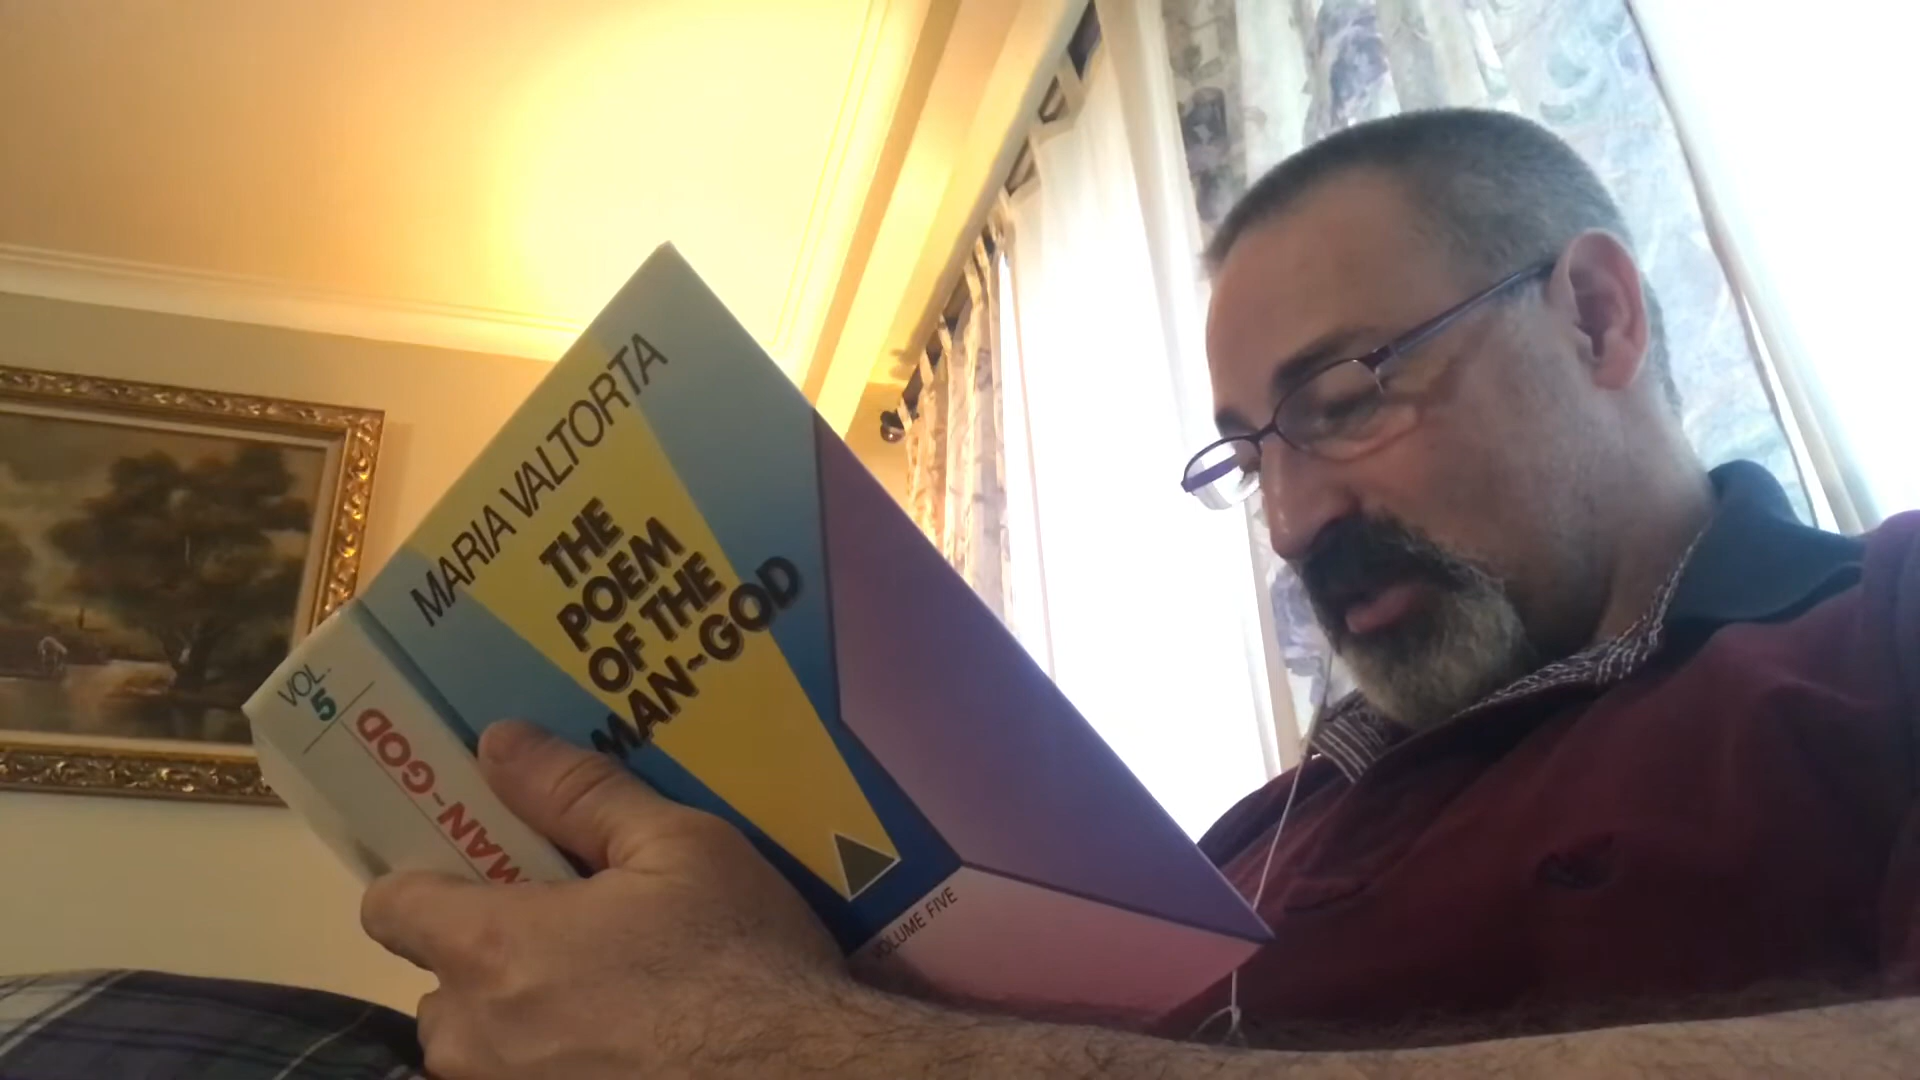 MARIA VALTORTA
THE
POEM
OF THE
MAN~GOD
VOLUME FIVE
VOL.
5
MAN~GOD